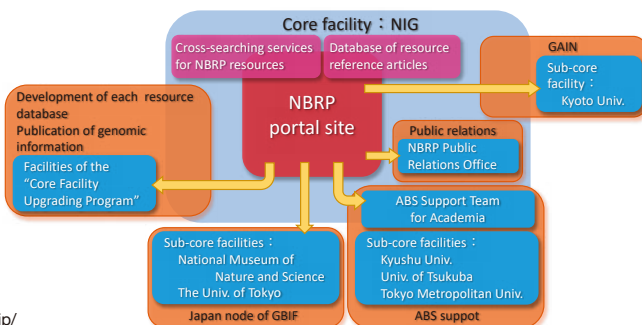 Core facility：NIG
Cross-searching services
for NBRP resources
Database of resource
reference articles
NBRP
portal site
GAIN
Sub-core
facility：
Kyoto Univ.
Development of each resource
database
Publication of genomic
information
Facilities of the
“Core Facility
Upgrading Program”
Public relations
NBRP Public
Relations Office
ABS Support Team
for Academia
Sub-core facilities：
Kyushu Univ.
Univ. of Tsukuba
Tokyo Metropolitan Univ.
ABS suppot
Sub-core facilities：
National Museum of
Nature and Science
The Univ. of Tokyo
Japan node of GBIF
ip/